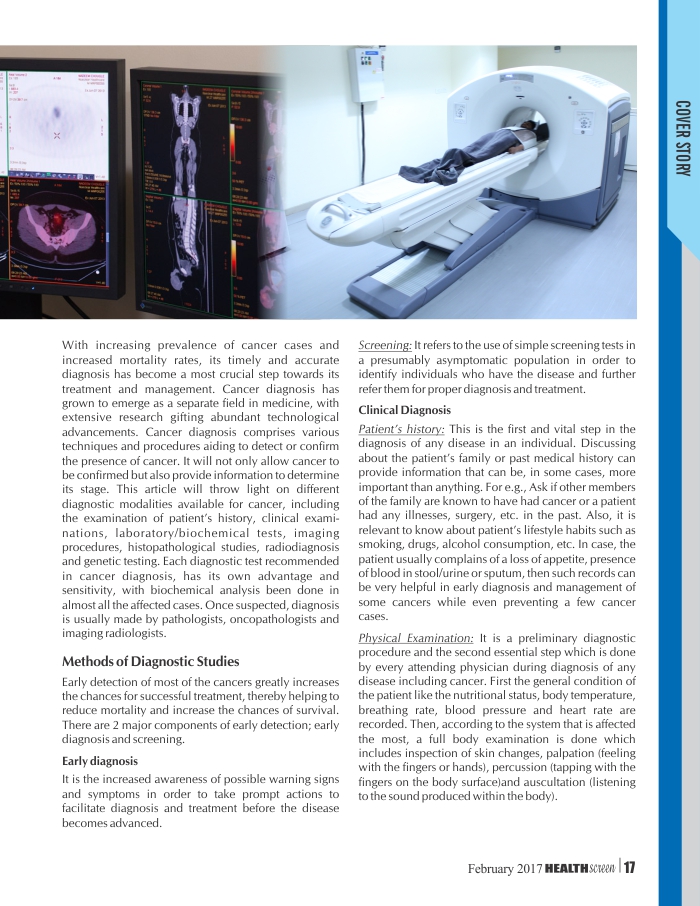 COVER STORY
With increasing prevalence of cancer cases and
increased mortality rates, its timely and accurate
diagnosis has become a most crucial step towards its
treatment and management. Cancer diagnosis has
grown to emerge as a separate field in medicine, with
extensive research gifting abundant technological
advancements. Cancer diagnosis comprises various
techniques and procedures aiding to detect or confirm
the presence of cancer. It will not only allow cancer to
be confirmed but also provide information to determine
its stage. This article will throw light on different
diagnostic modalities available for cancer, including
the examination of patient's history, clinical exami-
nations, laboratory/biochemical tests, imaging
procedures, histopathological studies, radiodiagnosis
and genetic testing. Each diagnostic test recommended
in cancer diagnosis, has its own advantage and
sensitivity, with biochemical analysis been done in
almost all the affected cases. Once suspected, diagnosis
is usually made by pathologists, oncopathologists and
imaging radiologists.
Methods of Diagnostic Studies
Early detection of most of the cancers greatly increases
the chances for successful treatment, thereby helping to
reduce mortality and increase the chances of survival.
There are 2 major components of early detection; early
diagnosis and screening.
Early diagnosis
It is the increased awareness of possible warning signs
and symptoms in order to take prompt actions to
facilitate diagnosis and treatment before the disease
becomes advanced.
Screening: It refers to the use of simple screening tests in
a presumably asymptomatic population in order to
identify individuals who have the disease and further
refer them for proper diagnosis and treatment.
Clinical Diagnosis
Patient's history: This is the first and vital step in the
diagnosis of any disease in an individual. Discussing
about the patient's family or past medical history can
provide information that can be, in some cases, more
important than anything. For e.g., Ask if other members
of the family are known to have had cancer or a patient
had any illnesses, surgery, etc. in the past. Also, it is
relevant to know about patient's lifestyle habits such as
smoking, drugs, alcohol consumption, etc. In case, the
patient usually complains of a loss of appetite, presence
of blood in stool/urine or sputum, then such records can
be very helpful in early diagnosis and management of
some cancers while even preventing a few cancer
cases.
Physical Examination: It is a preliminary diagnostic
procedure and the second essential step which is done
by every attending physician during diagnosis of any
disease including cancer. First the general condition of
the patient like the nutritional status, body temperature,
breathing rate, blood pressure and heart rate are
recorded. Then, according to the system that is affected
the most, a full body examination is done which
includes inspection of skin changes, palpation (feeling
with the fingers or hands), percussion (tapping with the
fingers on the body surface)and auscultation (listening
to the sound produced within the body).
February 2017 HEALTHscreen | 17